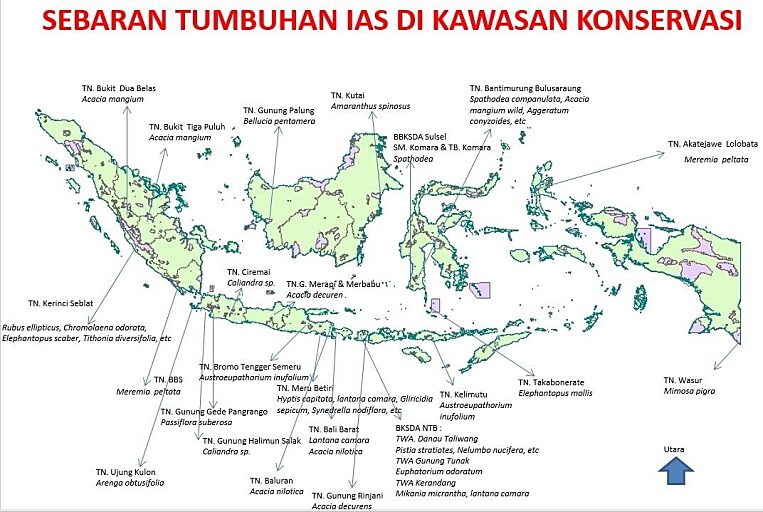 SEBARAN TUMBUHAN IAS DI KAWASAN KONSERVASI
TN. Bukit Dua Belas
Acacia mangium
TN. Bukit Tiga Puluh
Acacia mangium
TN. Gunung Palung
Bellucia pentamera
TN. Kutai
Amaranthus spinosus
BBKSDA Sulsel
SM. Komara & TB. Komara
Spathodea
TN. Bantimurung Bulusaraung
Spathodea companulata, Acacia
mangium wild, Aggeratum
conyzoides, etc
TN. Akatejawe Lolobata
Meremia peltata
TN. Kerinci Seblat
Rubus ellipticus, Chromolaena odorata,
Elephantopus scaber, Tithonia diversifolia, etc
TN. Ciremai
Caliandra sp.
TN.G. Merapi & Merbabu
Acacia decuren .
TN. BBS
Meremia peltata
TN. Bromo Tengger Semeru
Austroeupathorium inufolium
TN. Meru Betiri
Hyptis capitata, lantana camara, Gliricidia
sepicum, Synedrella nodiflora, etc
TN. Gunung Gede Pangrango
Passiflora suberosa
TN. Gunung Halimun Salak
Caliandra sp.
TN. Ujung Kulon
Arenga obtusifolia
TN. Baluran
Acacia nilotica
TN. Bali Barat
Lantana camara
Acacia nilotica
TN. Gunung Rinjani
Acacia decurens
BKSDA NTB :
TWA. Danau Taliwang
Pistia stratiotes, Nelumbo nucifera, etc
TWA Gunung Tunak
Euphatorium odoratum
TWA Kerandang
Mikania micrantha, lantana camara
TN. Kelimutu
Austroeupathorium
inufolium
TN. Takabonerate
Elephantopus mollis
TN. Wasur
Mimosa pigra
Utara